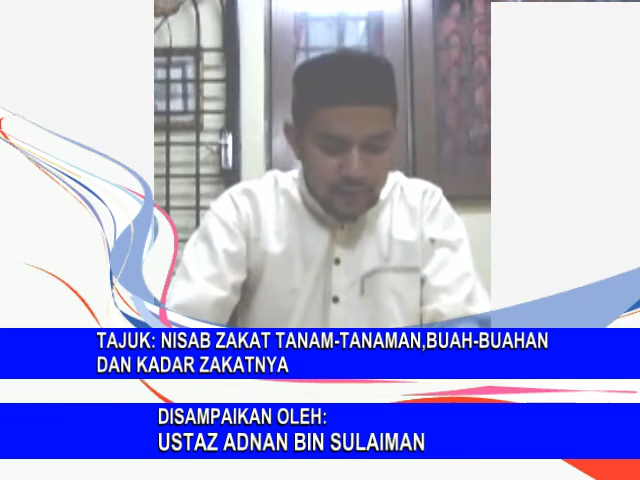 TAJUK: NISAB ZAKAT TANAM-TANAMAN,BUAH-BUAHAN
DAN KADAR ZAKATNYA
DISAMPAIKAN OLEH:
USTAZ ADNAN BIN SULAIMAN